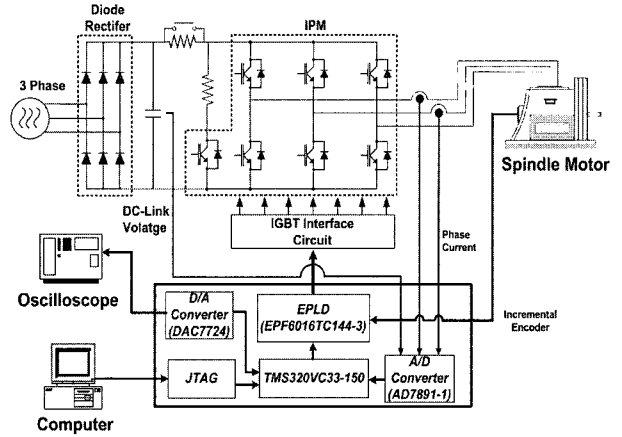 Diode
Rectifer
IPM
3 Phase
Spindle Motor
DC-Link
Volatge
IGBT Interface
Circuit
Phase
Current
Oscilloscope
D/A
Converter
(DAC7724)
EPLD
(EPF6016TC144-3)
Incremental
Encoder
JTAG
TMS320VC33-150
A/D
Converter
(AD7891-1)
Computer